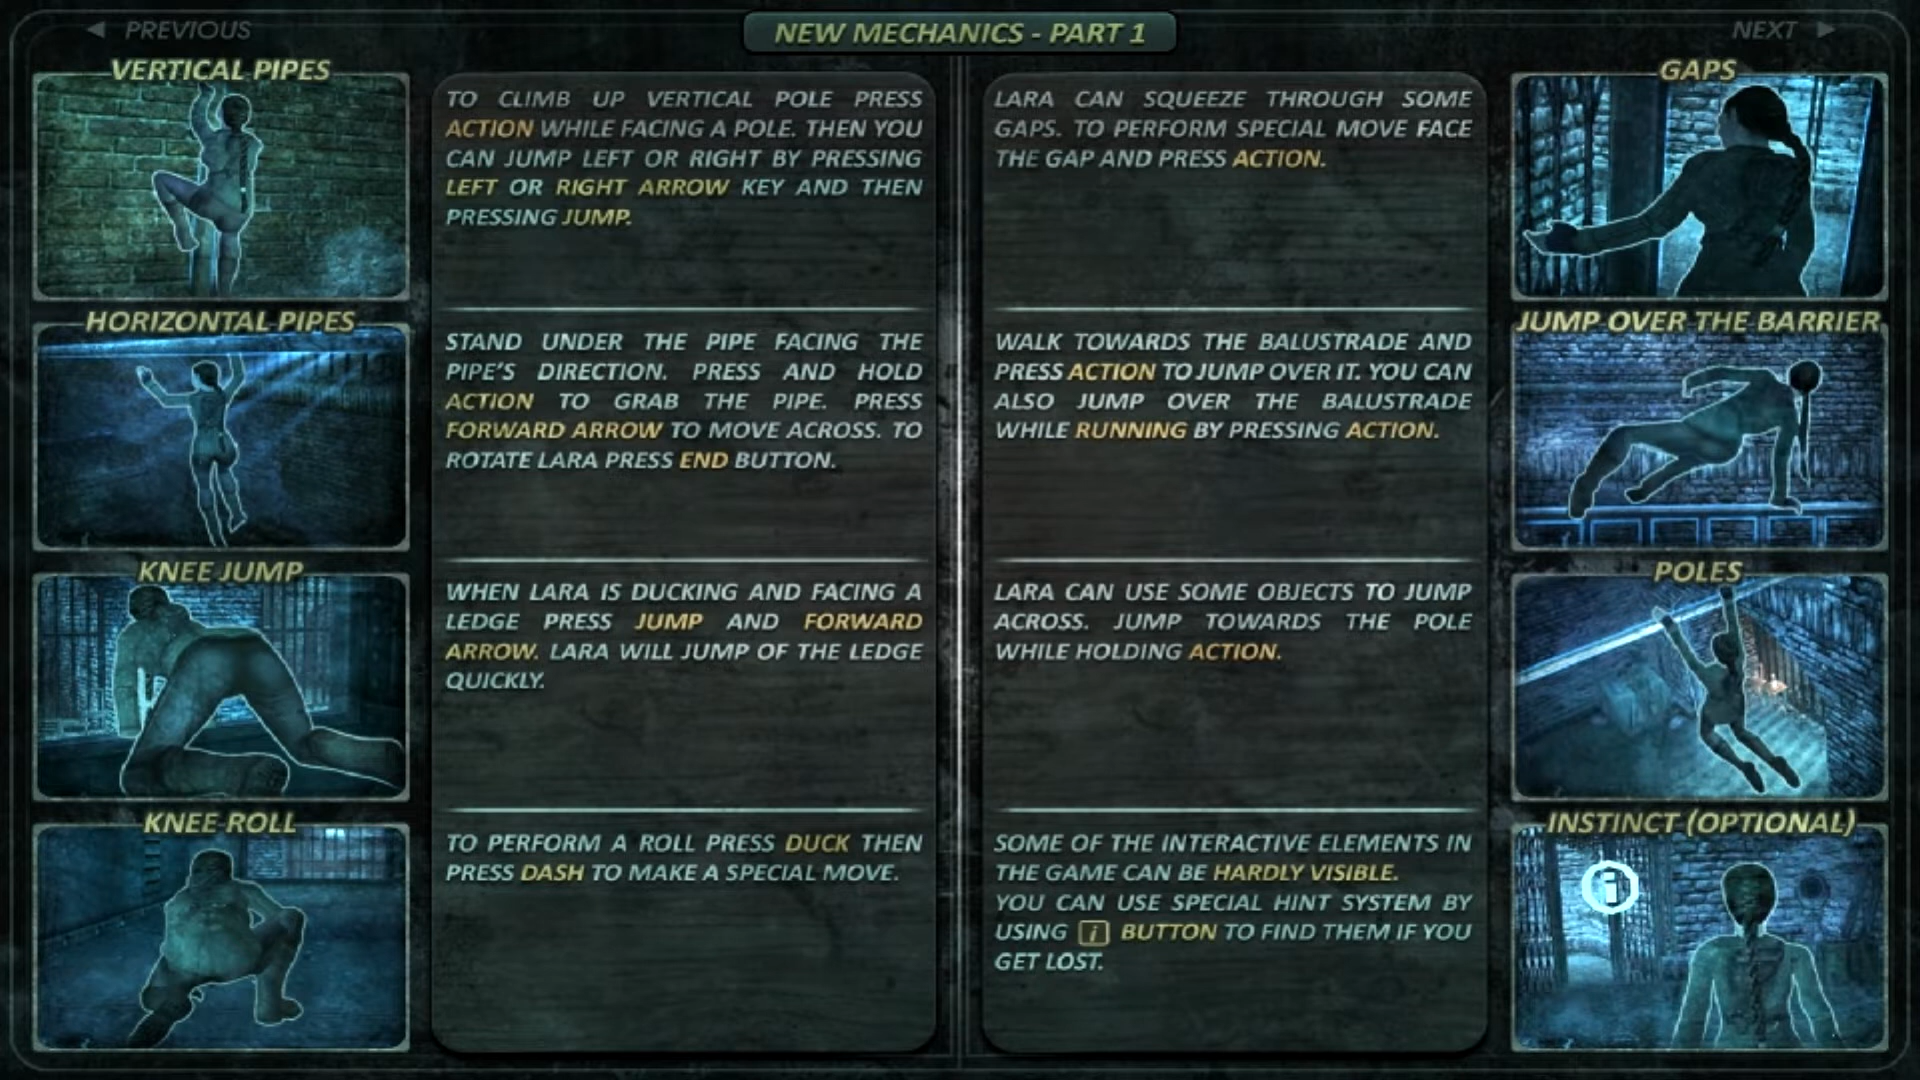 PREVIOUS
NEW MECHANICS - PART 1
NEXT
VERTICAL PIPES
TO CLIMB UP VERTICAL POLE PRESS
ACTION WHILE FACING A POLE. THEN YOU
CAN JUMP LEFT OR RIGHT BY PRESSING
LEFT OR RIGHT ARROW KEY AND THEN
PRESSING JUMP.
HORIZONTAL PIPES
STAND UNDER THE PIPE FACING THE
PIPE'S DIRECTION. PRESS AND HOLD
ACTION TO GRAB THE PIPE. PRESS
FORWARD ARROW TO MOVE ACROSS. TO
ROTATE LARA PRESS END BUTTON.
KNEE JUMP
WHEN LARA IS DUCKING AND FACING A
LEDGE PRESS JUMP AND FORWARD
ARROW. LARA WILL JUMP OF THE LEDGE
QUICKLY.
KNEE ROLL
TO PERFORM A ROLL PRESS DUCK THEN
PRESS DASH TO MAKE A SPECIAL MOVE.
GAPS
LARA CAN SQUEEZE THROUGH SOME
GAPS. TO PERFORM SPECIAL MOVE FACE
THE GAP AND PRESS ACTION.
JUMP OVER THE BARRIER
WALK TOWARDS THE BALUSTRADE AND
PRESS ACTION TO JUMP OVER IT. YOU CAN
ALSO JUMP OVER THE BALUSTRADE
WHILE RUNNING BY PRESSING ACTION.
POLES
LARA CAN USE SOME OBJECTS TO JUMP
ACROSS. JUMP TOWARDS THE POLE
WHILE HOLDING ACTION.
INSTINCT (OPTIONAL)
SOME OF THE INTERACTIVE ELEMENTS IN
THE GAME CAN BE HARDLY VISIBLE.
YOU CAN USE SPECIAL HINT SYSTEM BY
USING i BUTTON TO FIND THEM IF YOU
GET LOST.
i